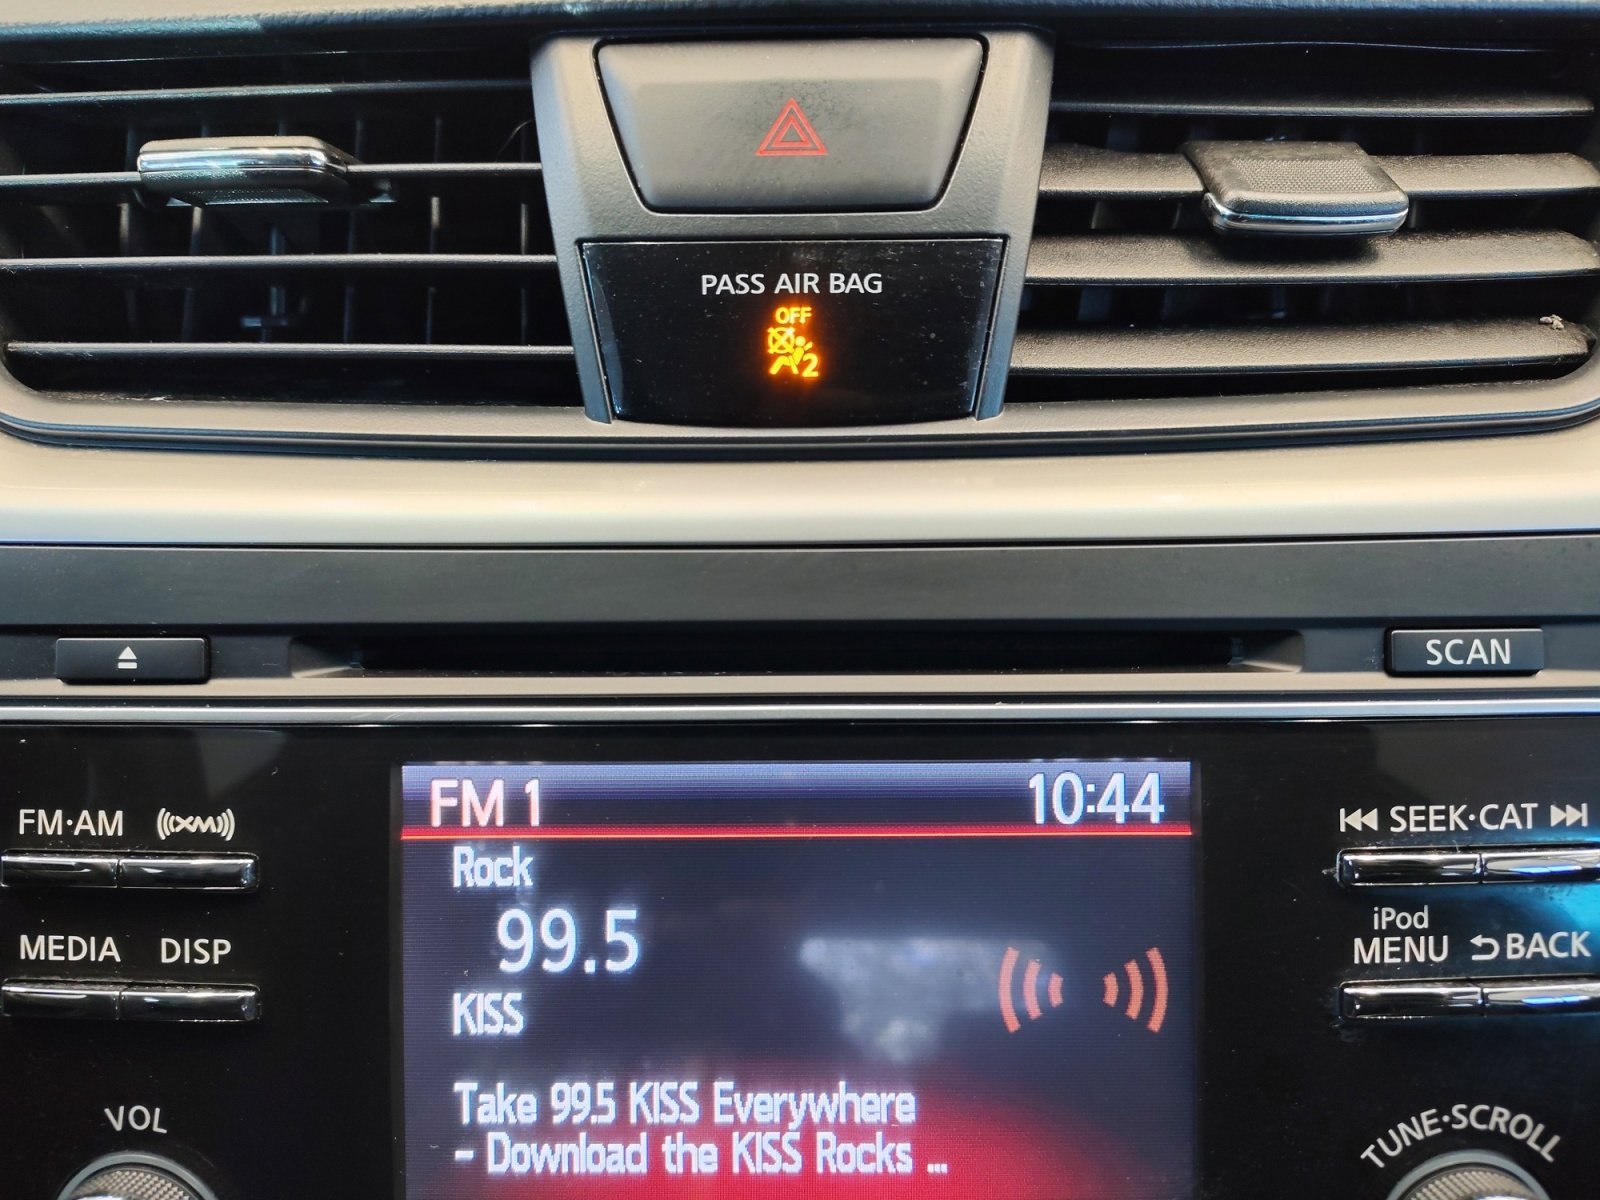 PASS AIR BAG
OFF
2
SCAN
FM·AM XM
FM 1 10:44
SEEK·CAT
Rock
99.5
iPod
MEDIA DISP
MENU BACK
KISS
Take 99.5 KISS Everywhere
- Download the KISS Rocks ...
VOL
TUNE·SCROLL